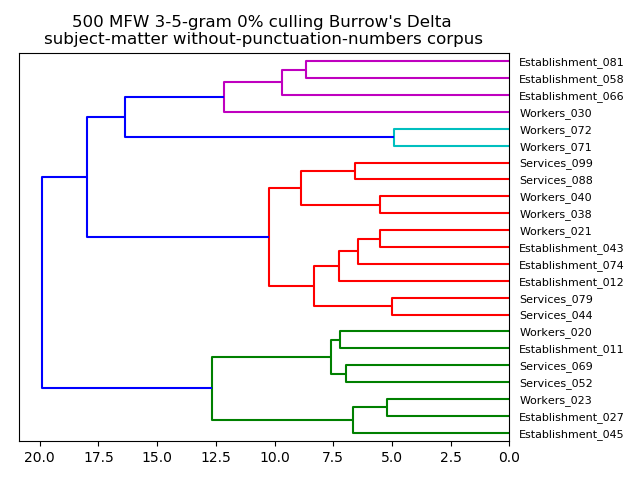 500 MFW 3-5-gram 0% culling Burrow's Delta
subject-matter without-punctuation-numbers corpus
Establishment_081
Establishment_058
Establishment_066
Workers_030
Workers_072
Workers_071
Services_099
Services_088
Workers_040
Workers_038
Workers_021
Establishment_043
Establishment_074
Establishment_012
Services_079
Services_044
Workers_020
Establishment_011
Services_069
Services_052
Workers_023
Establishment_027
Establishment_045
20.0 17.5 15.0 12.5 10.0 7.5 5.0 2.5 0.0